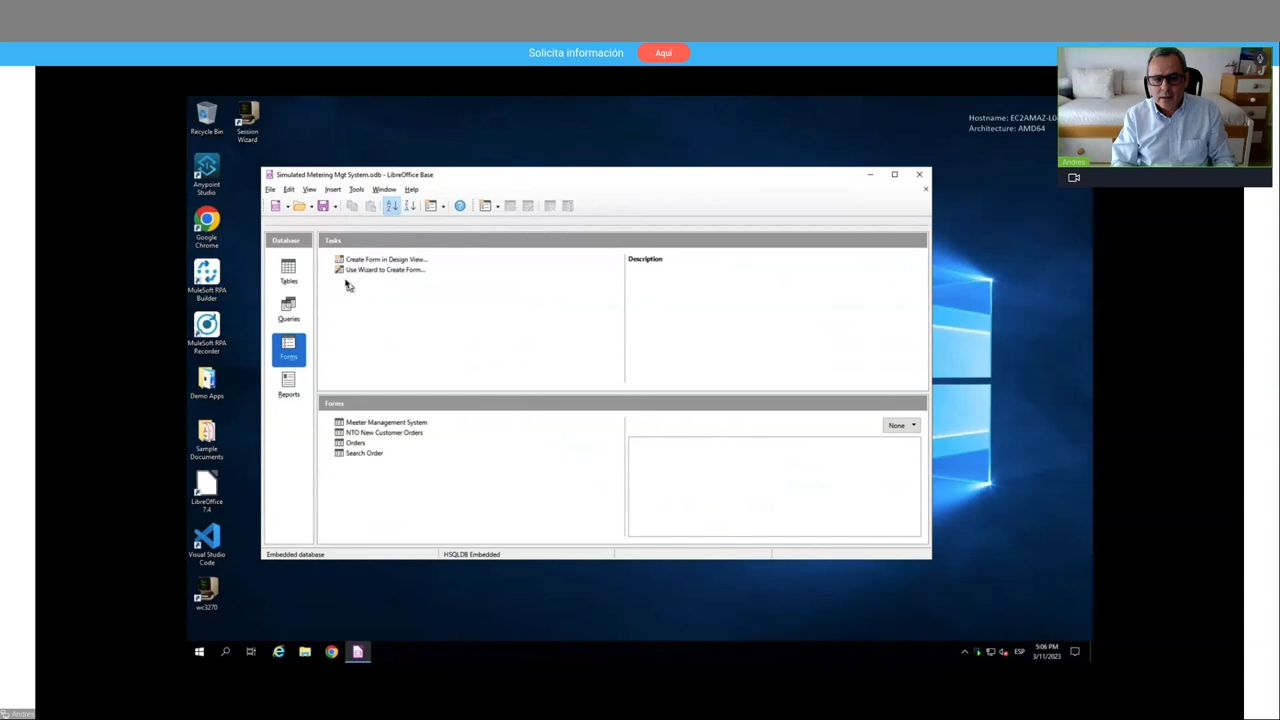 Solicita información
Aquí
Andres
Recycle Bin
Session Wizard
Hostname: EC2AMAZ-L0
Architecture: AMD64
Anypoint Studio
Google Chrome
MuleSoft RPA Builder
MuleSoft RPA Recorder
Demo Apps
Sample Documents
LibreOffice 7.4
Visual Studio Code
wc3270
Simulated Metering Mgt System.odb - LibreOffice Base
File Edit View Insert Tools Window Help
Database
Tasks
Tables
Queries
Forms
Reports
Create Form in Design View...
Use Wizard to Create Form...
Description
Forms
Meeter Management System
NTO New Customer Orders
Orders
Search Order
None
Embedded database
HSQLDB Embedded
ESP
5:06 PM
3/11/2023
Andres